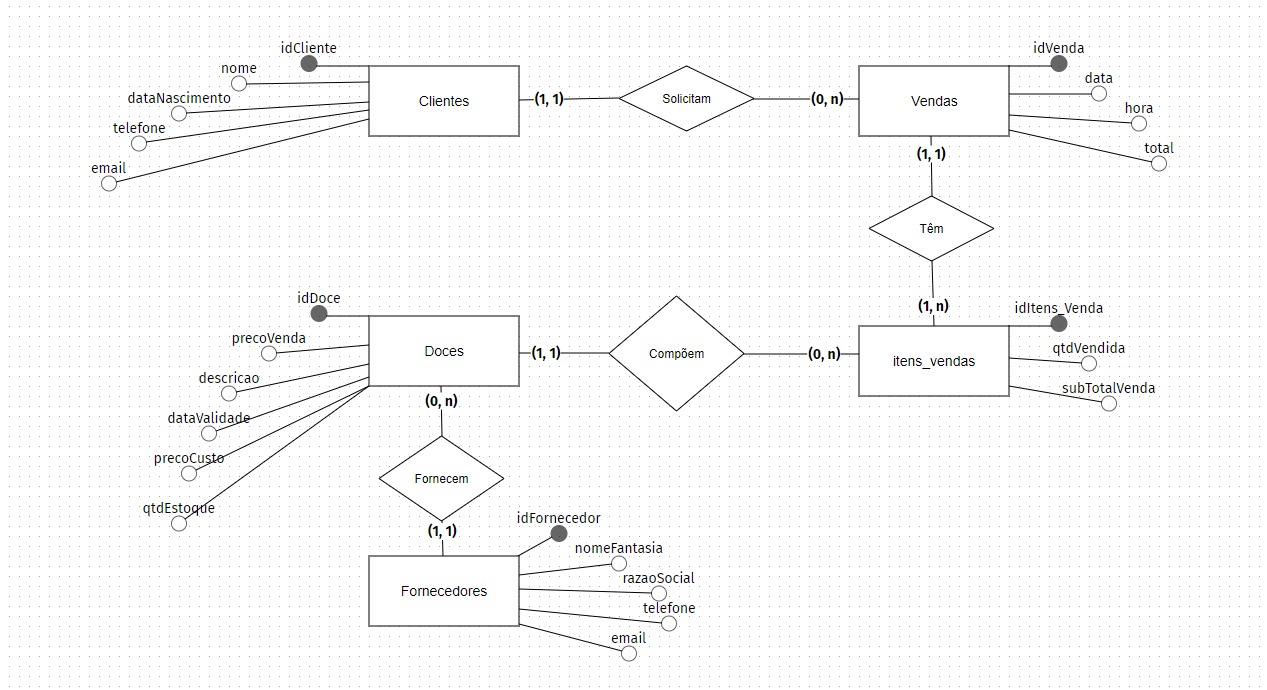 idCliente
nome
dataNascimento
telefone
email
Clientes
(1, 1)
Solicitam
(0, n)
Vendas
idVenda
data
hora
total
(1, 1)
Têm
(1, n)
idDoce
precoVenda
descricao
dataValidade
precoCusto
qtdEstoque
Doces
(1, 1)
Compõem
(0, n)
itens_vendas
idItens_Venda
qtdVendida
subTotalVenda
(0, n)
Fornecem
(1, 1)
Fornecedores
idFornecedor
nomeFantasia
razaoSocial
telefone
email